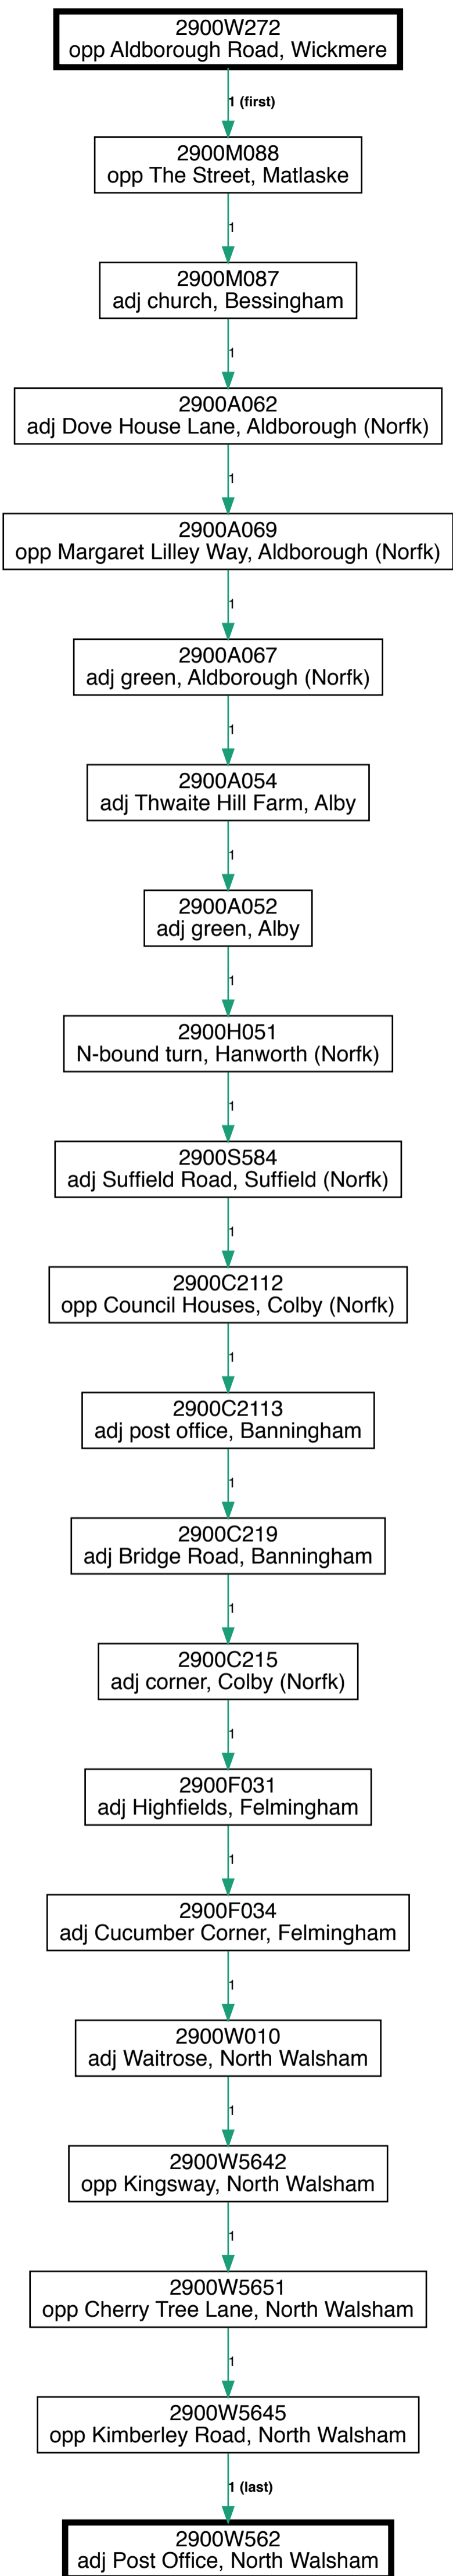 2900W272
opp Aldborough Road, Wickmere
1 (first)
2900M088
opp The Street, Matlaske
1
2900M087
adj church, Bessingham
1
2900A062
adj Dove House Lane, Aldborough (Norfk)
1
2900A069
opp Margaret Lilley Way, Aldborough (Norfk)
1
2900A067
adj green, Aldborough (Norfk)
1
2900A054
adj Thwaite Hill Farm, Alby
1
2900A052
adj green, Alby
1
2900H051
N-bound turn, Hanworth (Norfk)
1
2900S584
adj Suffield Road, Suffield (Norfk)
1
2900C2112
opp Council Houses, Colby (Norfk)
1
2900C2113
adj post office, Banningham
1
2900C219
adj Bridge Road, Banningham
1
2900C215
adj corner, Colby (Norfk)
1
2900F031
adj Highfields, Felmingham
1
2900F034
adj Cucumber Corner, Felmingham
1
2900W010
adj Waitrose, North Walsham
1
2900W5642
opp Kingsway, North Walsham
1
2900W5651
opp Cherry Tree Lane, North Walsham
1
2900W5645
opp Kimberley Road, North Walsham
1 (last)
2900W562
adj Post Office, North Walsham